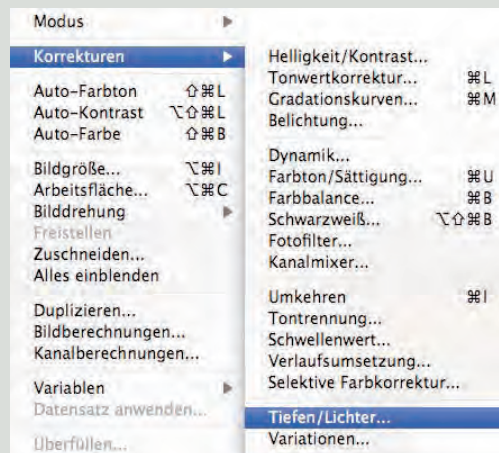 Modus
Korrekturen
Auto-Farbton ⇧⌘L
Auto-Kontrast ⌥⇧⌘L
Auto-Farbe ⇧⌘B
Bildgröße... ⌥⌘I
Arbeitsfläche... ⌥⌘C
Bilddrehung
Freistellen
Zuschneiden...
Alles einblenden
Duplizieren...
Bildberechnungen...
Kanalberechnungen...
Variablen
Datensatz anwenden...
Überfüllen...
Helligkeit/Kontrast...
Tonwertkorrektur... ⌘L
Gradationskurven... ⌘M
Belichtung...
Dynamik...
Farbton/Sättigung... ⌘U
Farbbalance... ⌘B
Schwarzweiß... ⌥⇧⌘B
Fotofilter...
Kanalmixer...
Umkehren ⌘I
Tontrennung...
Schwellenwert...
Verlaufsumsetzung...
Selektive Farbkorrektur...
Tiefen/Lichter...
Variationen...